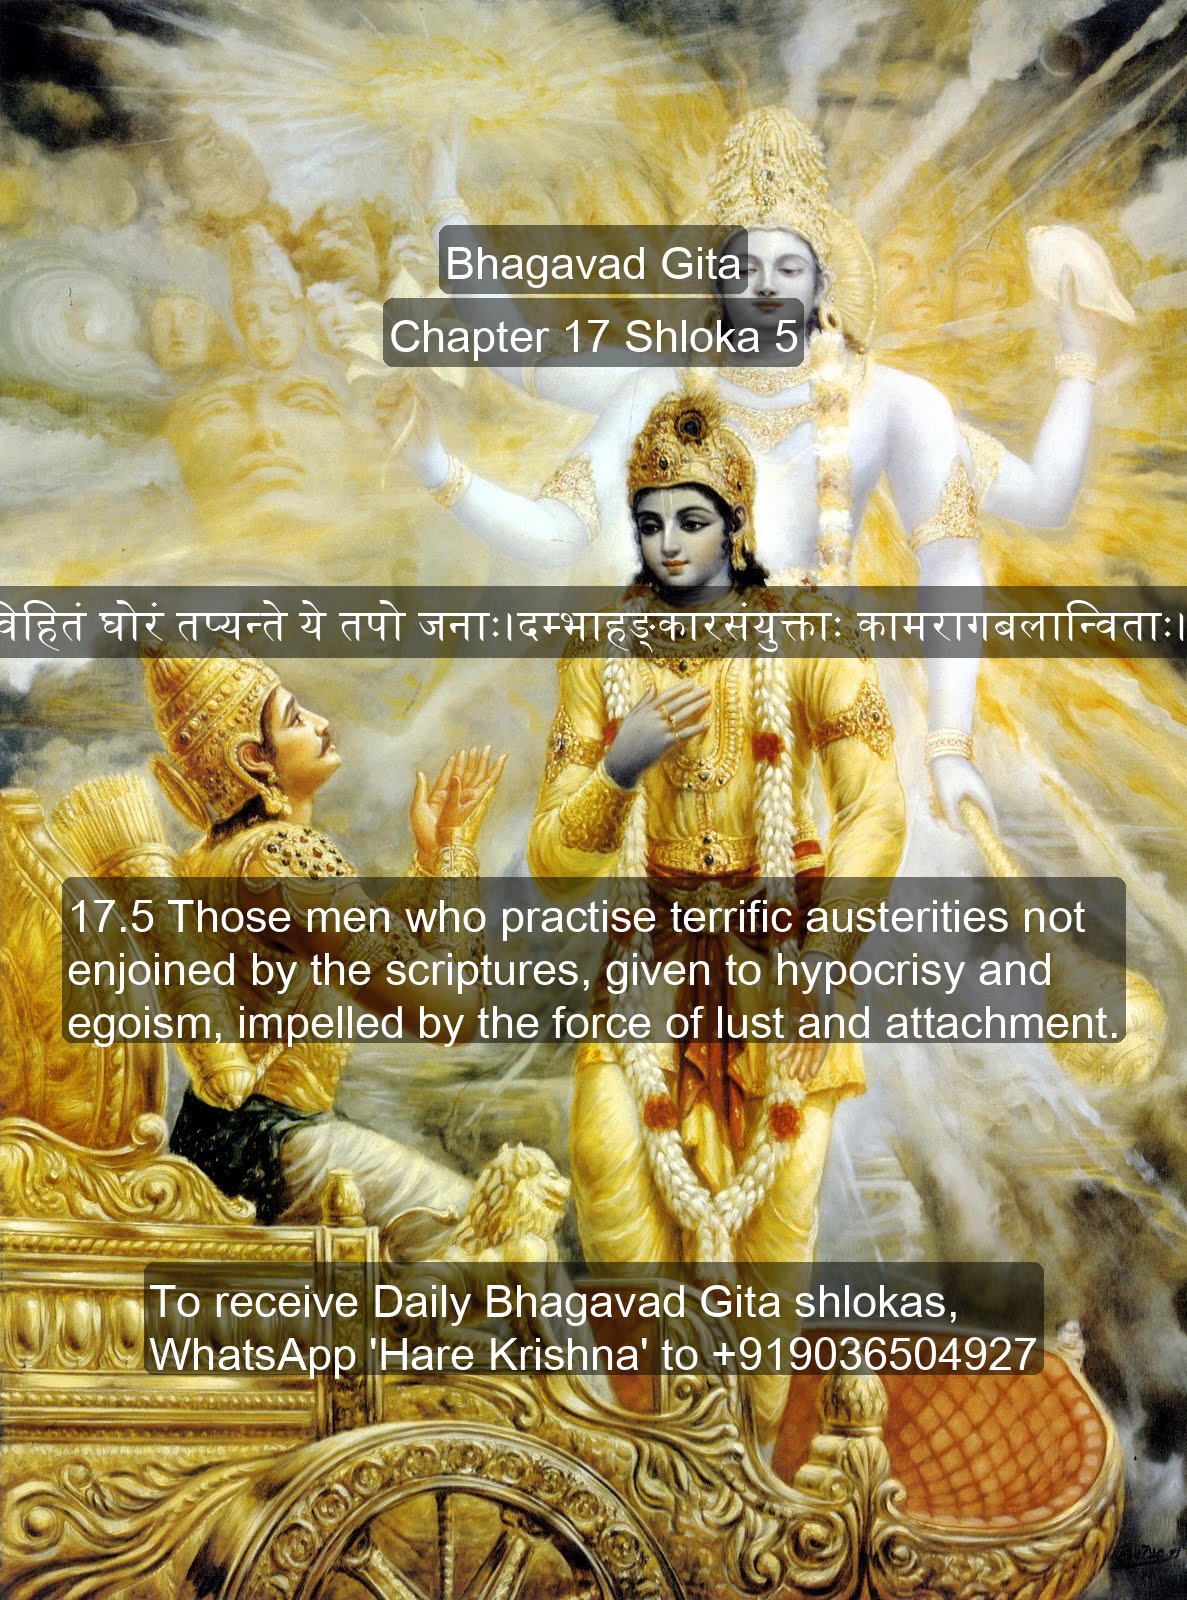 Bhagavad Gita
Chapter 17 Shloka 5
घोरं तप्यन्ते ये तपो जनाः।दम्भाहङ्कारसंयुक्ताः कामरागबलान्विताः।
17.5 Those men who practise terrific austerities not
enjoined by the scriptures, given to hypocrisy and
egoism, impelled by the force of lust and attachment.
To receive Daily Bhagavad Gita shlokas,
WhatsApp 'Hare Krishna' to +919036504927